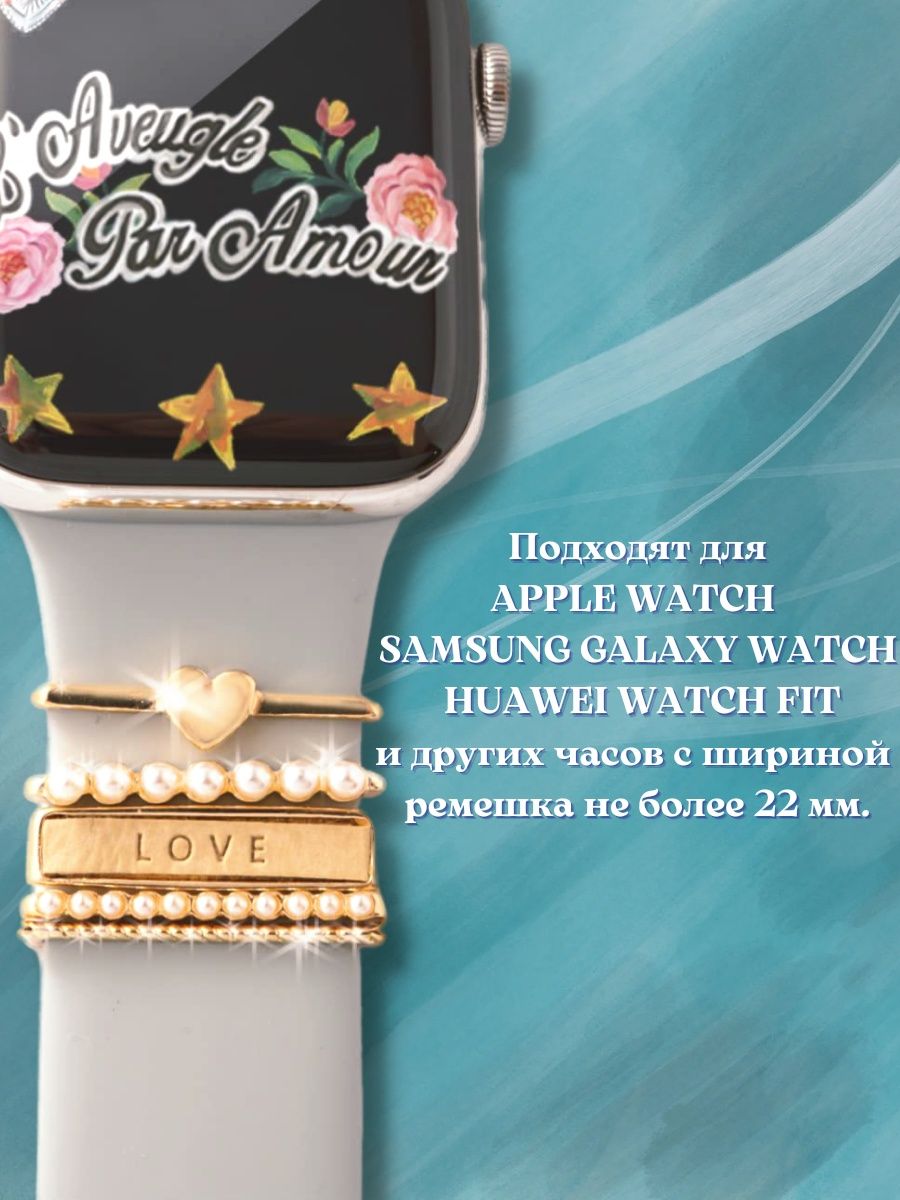 L'Aveugle
Par Amour
Подходят для
APPLE WATCH
SAMSUNG GALAXY WATCH
HUAWEI WATCH FIT
и других часов с шириной
ремешка не более 22 мм.
LOVE